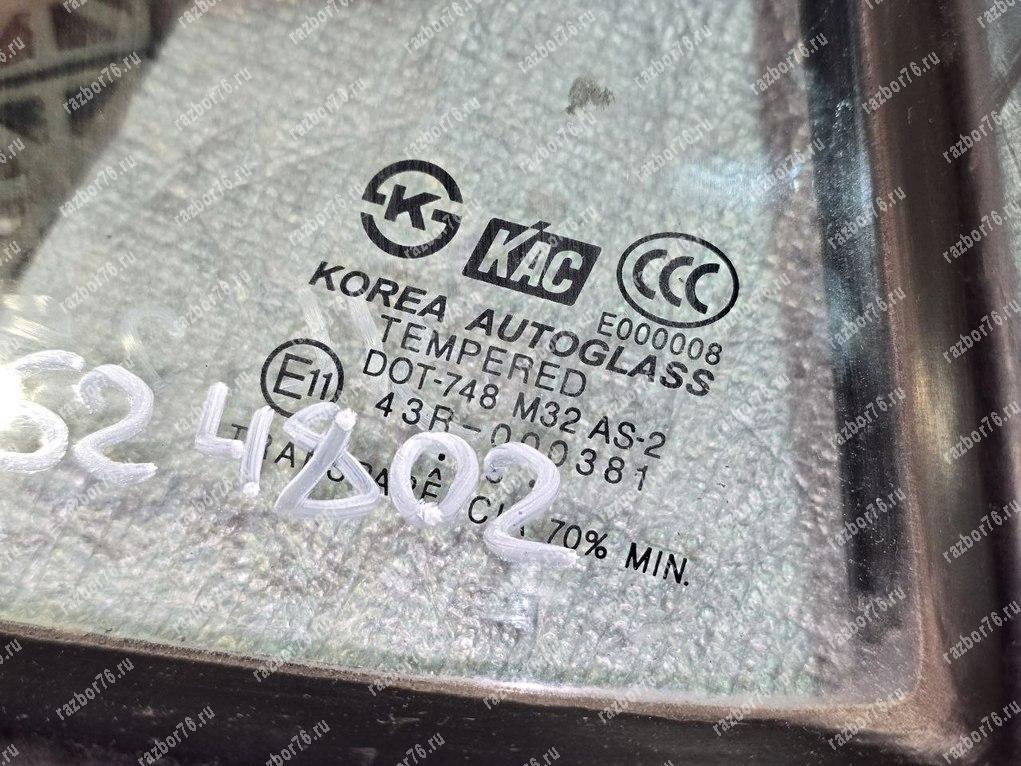 K
KAC
CCC
E000008
KOREA AUTOGLASS
TEMPERED
DOT-748 M32 AS-2
E11
43R-000381
70% MIN.
524802
razbor76.ru